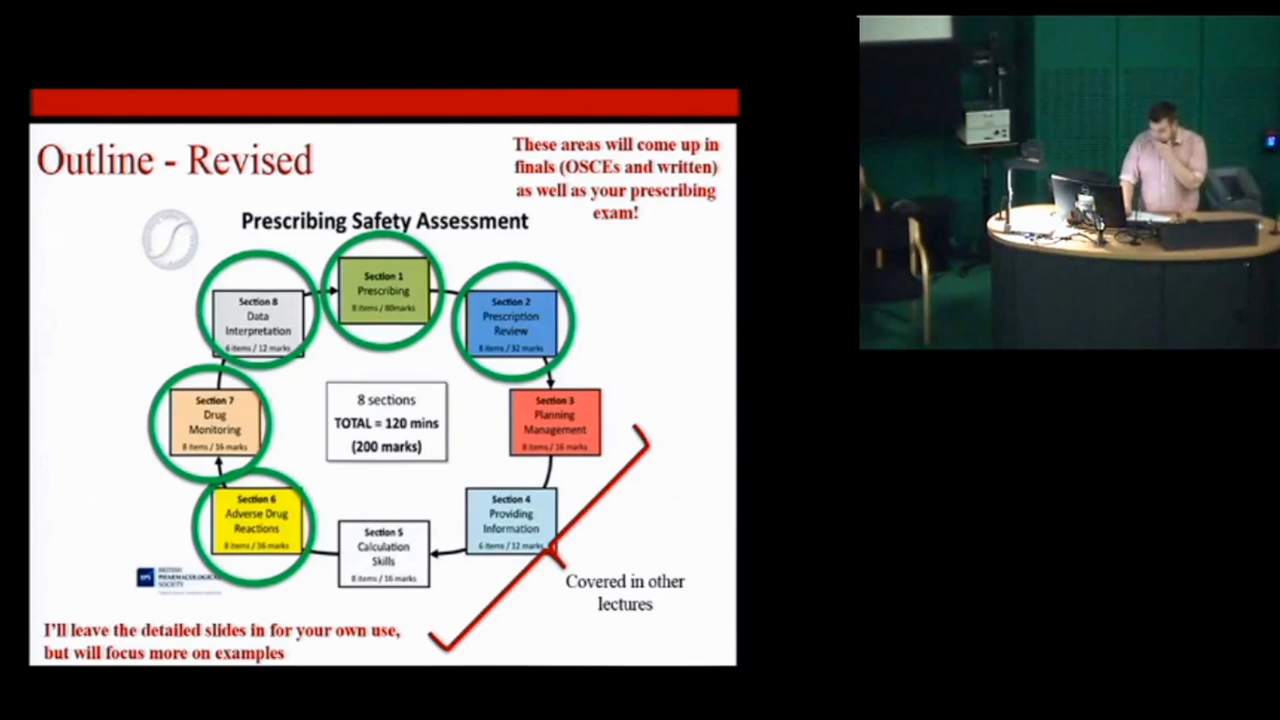 Outline - Revised
These areas will come up in
finals (OSCEs and written)
as well as your prescribing
exam!
Prescribing Safety Assessment
Section 1
Prescribing
8 items / 80marks
Section 2
Prescription
Review
8 items / 32 marks
Section 3
Planning
Management
8 items / 16 marks
Section 4
Providing
Information
6 items / 12 marks
Section 5
Calculation
Skills
8 items / 16 marks
Section 6
Adverse Drug
Reactions
8 items / 16 marks
Section 7
Drug
Monitoring
8 items / 16 marks
Section 8
Data
Interpretation
6 items / 12 marks
8 sections
TOTAL = 120 mins
(200 marks)
Covered in other
lectures
BRITISH
PHARMACOLOGICAL
SOCIETY
I'll leave the detailed slides in for your own use,
but will focus more on examples